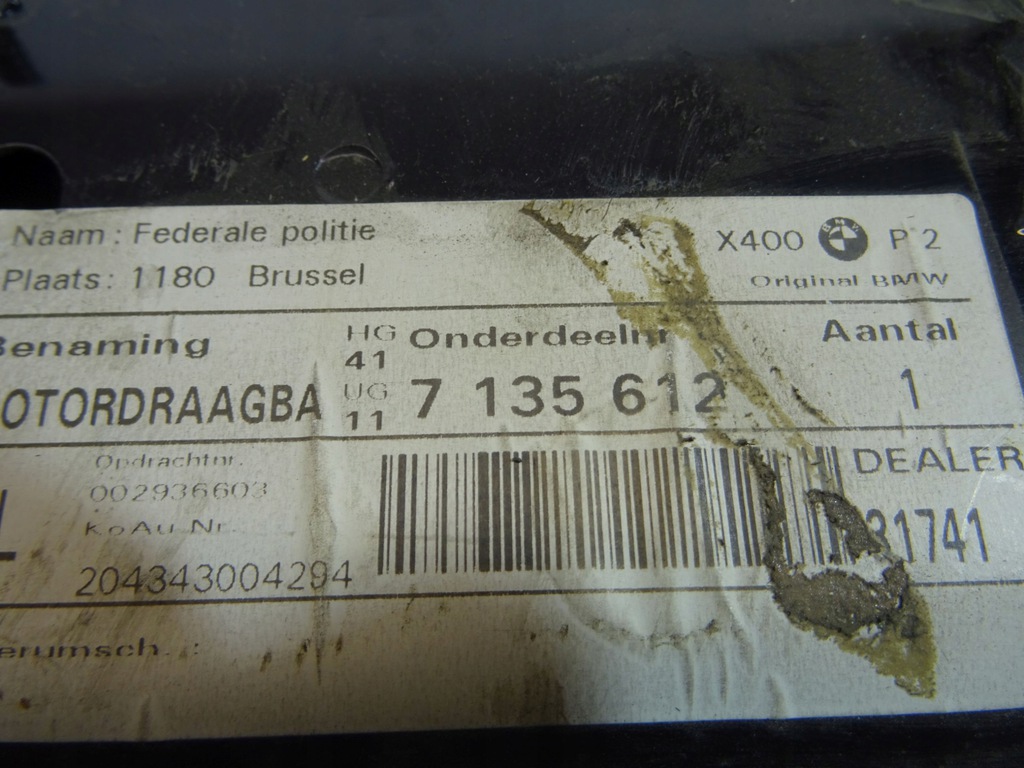 Naam : Federale politie
X400 BMW P 2
Plaats : 1180 Brussel
Original BMW
Benaming
HG
41
Onderdeelnr
Aantal
OTORDRAAGBA
UG
11
7 135 612
1
Opdrachtnr.
DEALER
002936603
KoAu Nr.
31741
204343004294
erumsch. :